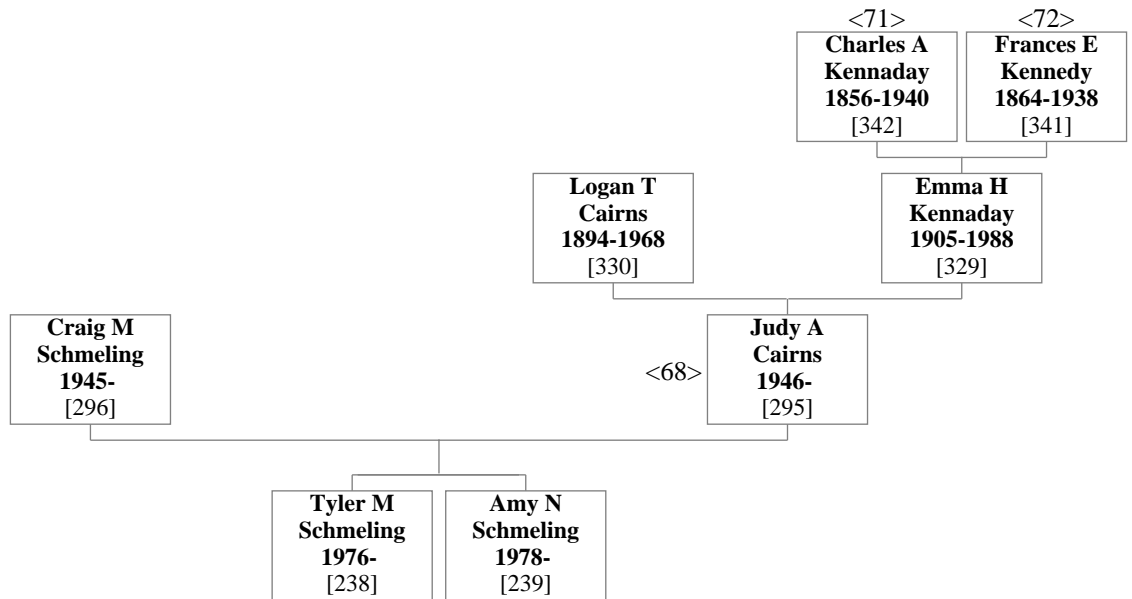 <71>
Charles A
Kennaday
1856-1940
[342]
<72>
Frances E
Kennedy
1864-1938
[341]
Logan T
Cairns
1894-1968
[330]
Emma H
Kennaday
1905-1988
[329]
Craig M
Schmeling
1945-
[296]
<68>
Judy A
Cairns
1946-
[295]
Tyler M
Schmeling
1976-
[238]
Amy N
Schmeling
1978-
[239]